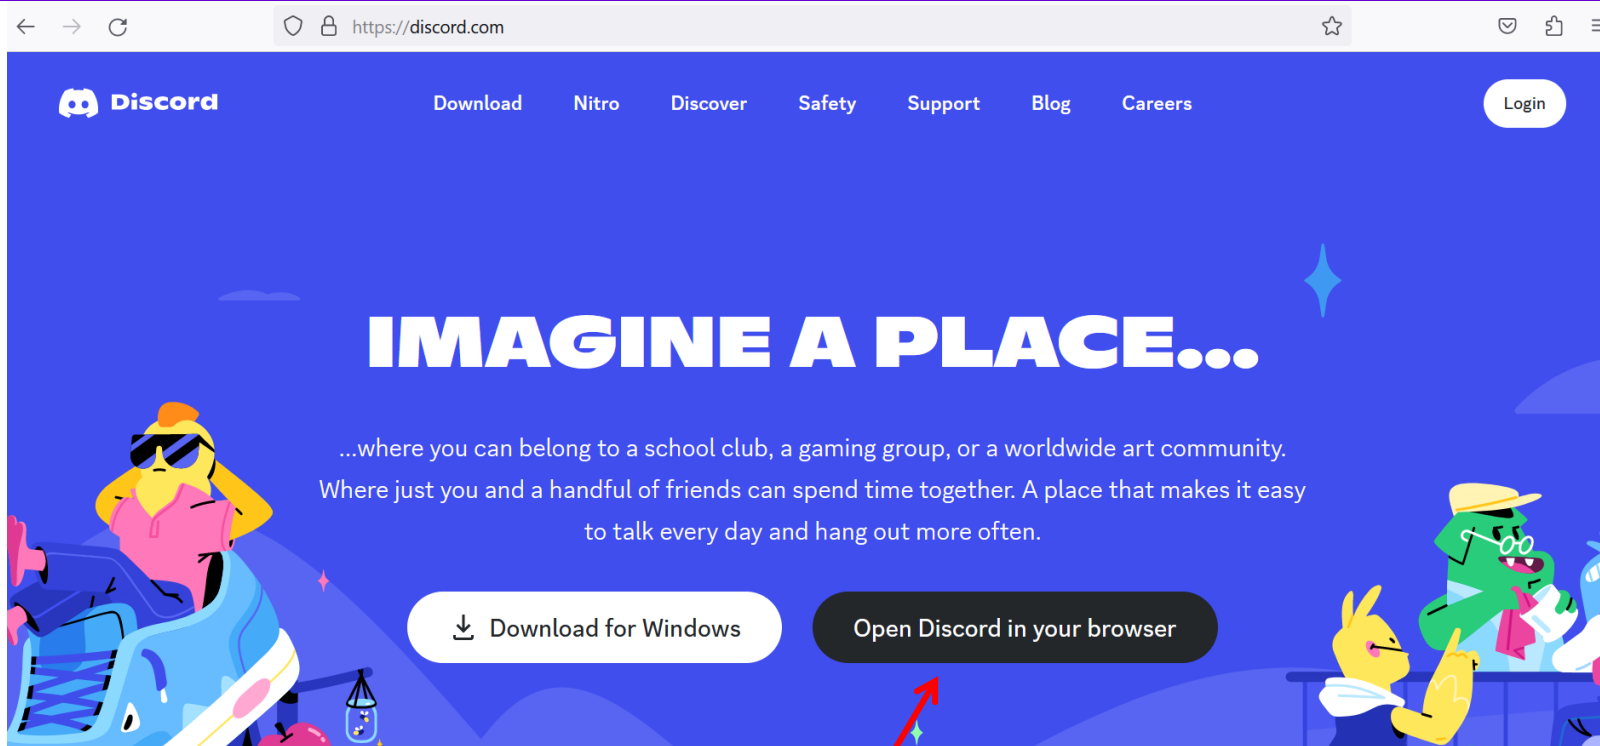 https://discord.com
Discord
Download
Nitro
Discover
Safety
Support
Blog
Careers
Login
IMAGINE A PLACE...
...where you can belong to a school club, a gaming group, or a worldwide art community.
Where just you and a handful of friends can spend time together. A place that makes it easy
to talk every day and hang out more often.
Download for Windows
Open Discord in your browser